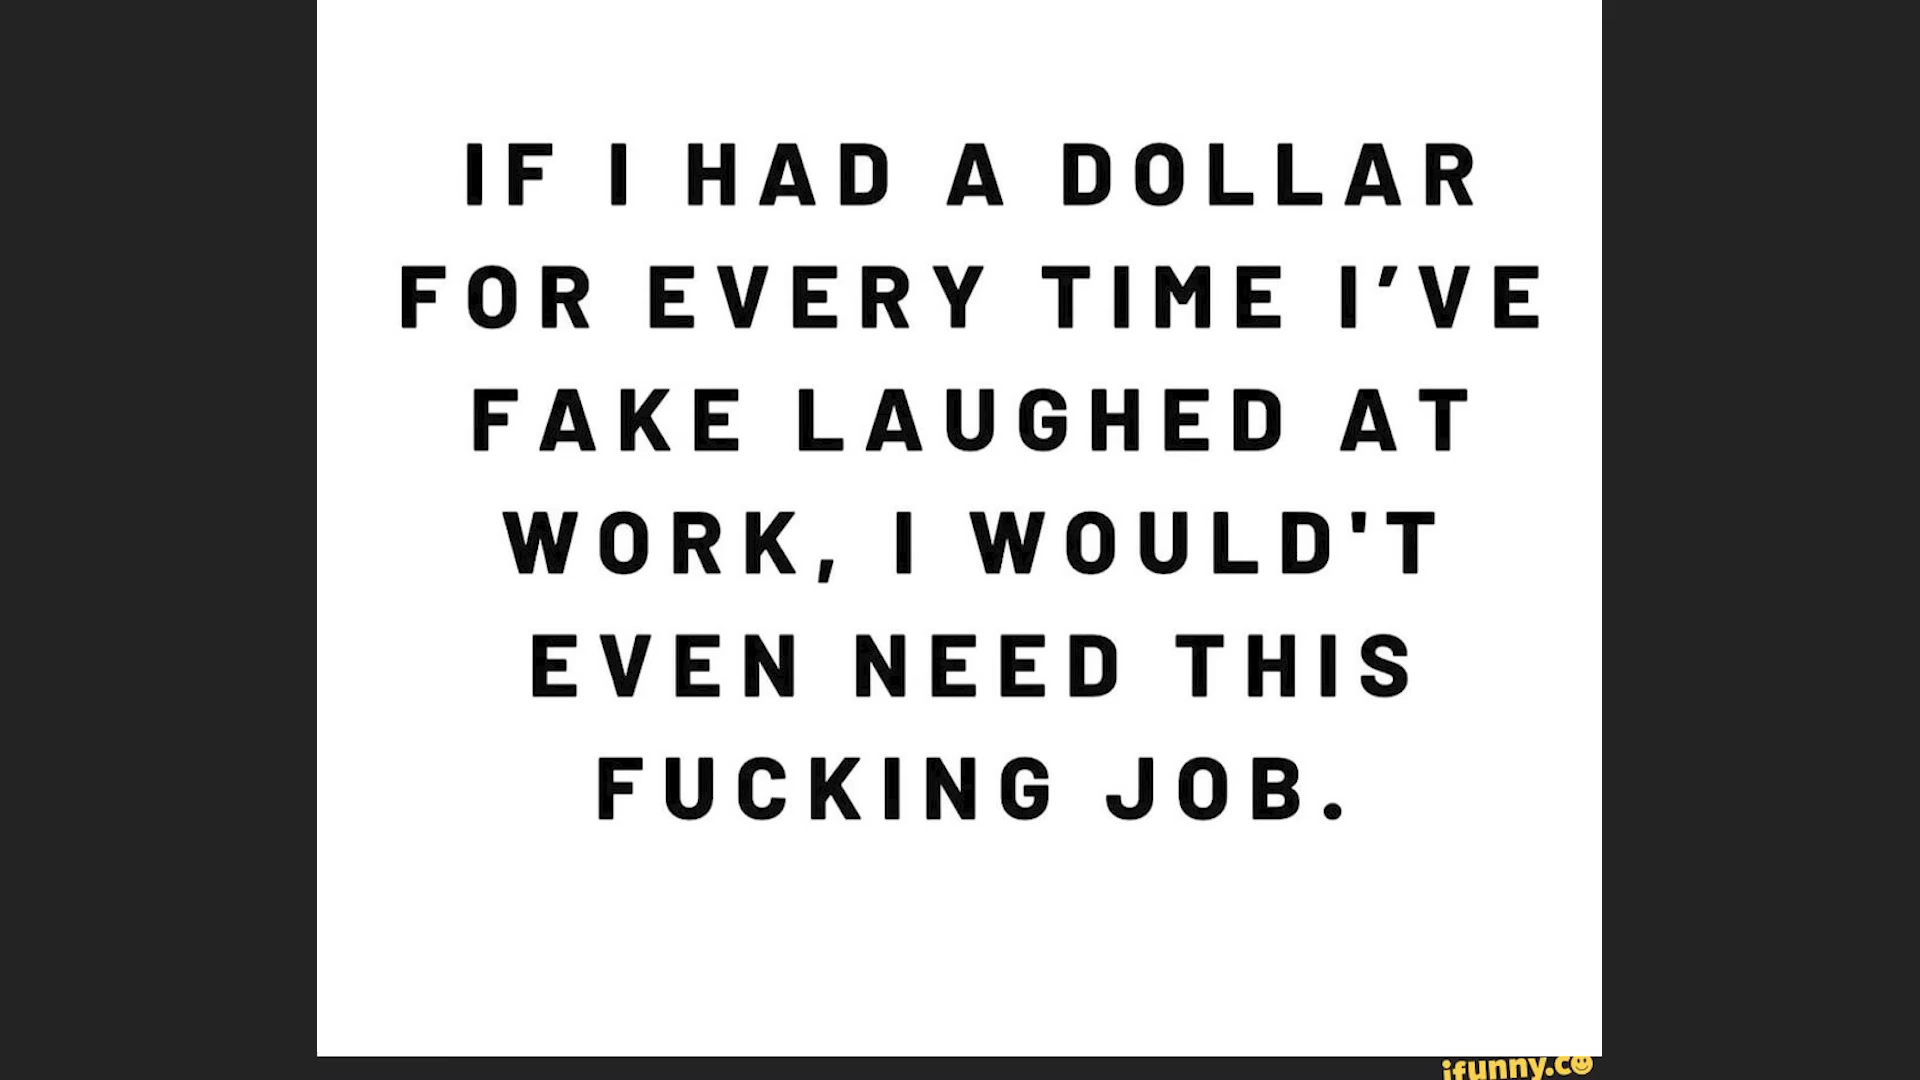 IF I HAD A DOLLAR
FOR EVERY TIME I’VE
FAKE LAUGHED AT
WORK, I WOULD'T
EVEN NEED THIS
FUCKING JOB.
ifunny.co